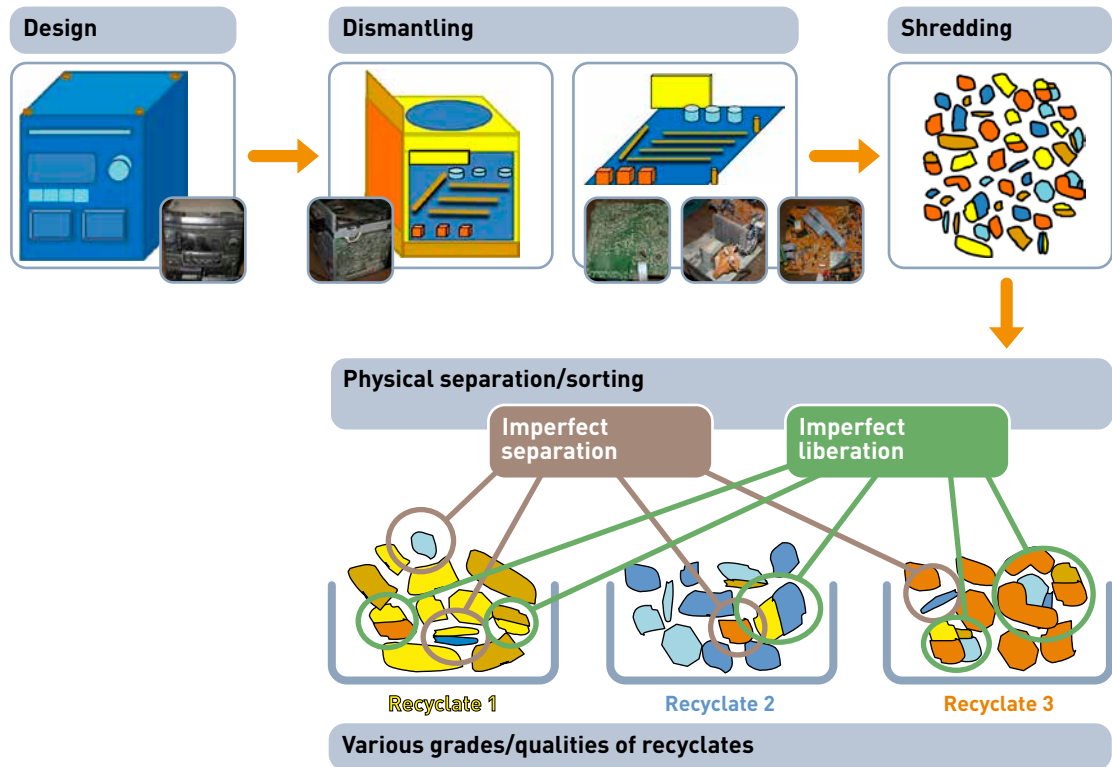 Design
Dismantling
Shredding
Physical separation/sorting
Imperfect
separation
Imperfect
liberation
Recyclate 1
Recyclate 2
Recyclate 3
Various grades/qualities of recyclates